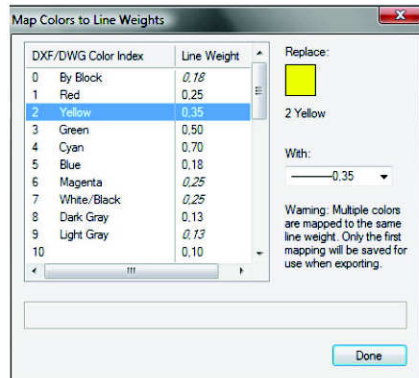 Map Colors to Line Weights
DXF/DWG Color Index Line Weight
0 By Block 0,18
1 Red 0,25
2 Yellow 0,35
3 Green 0,50
4 Cyan 0,70
5 Blue 0,18
6 Magenta 0,25
7 White/Black 0,25
8 Dark Gray 0,13
9 Light Gray 0,13
10 0,10
Replace:
2 Yellow
With:
0,35
Warning: Multiple colors
are mapped to the same
line weight. Only the first
mapping will be saved for
use when exporting.
Done